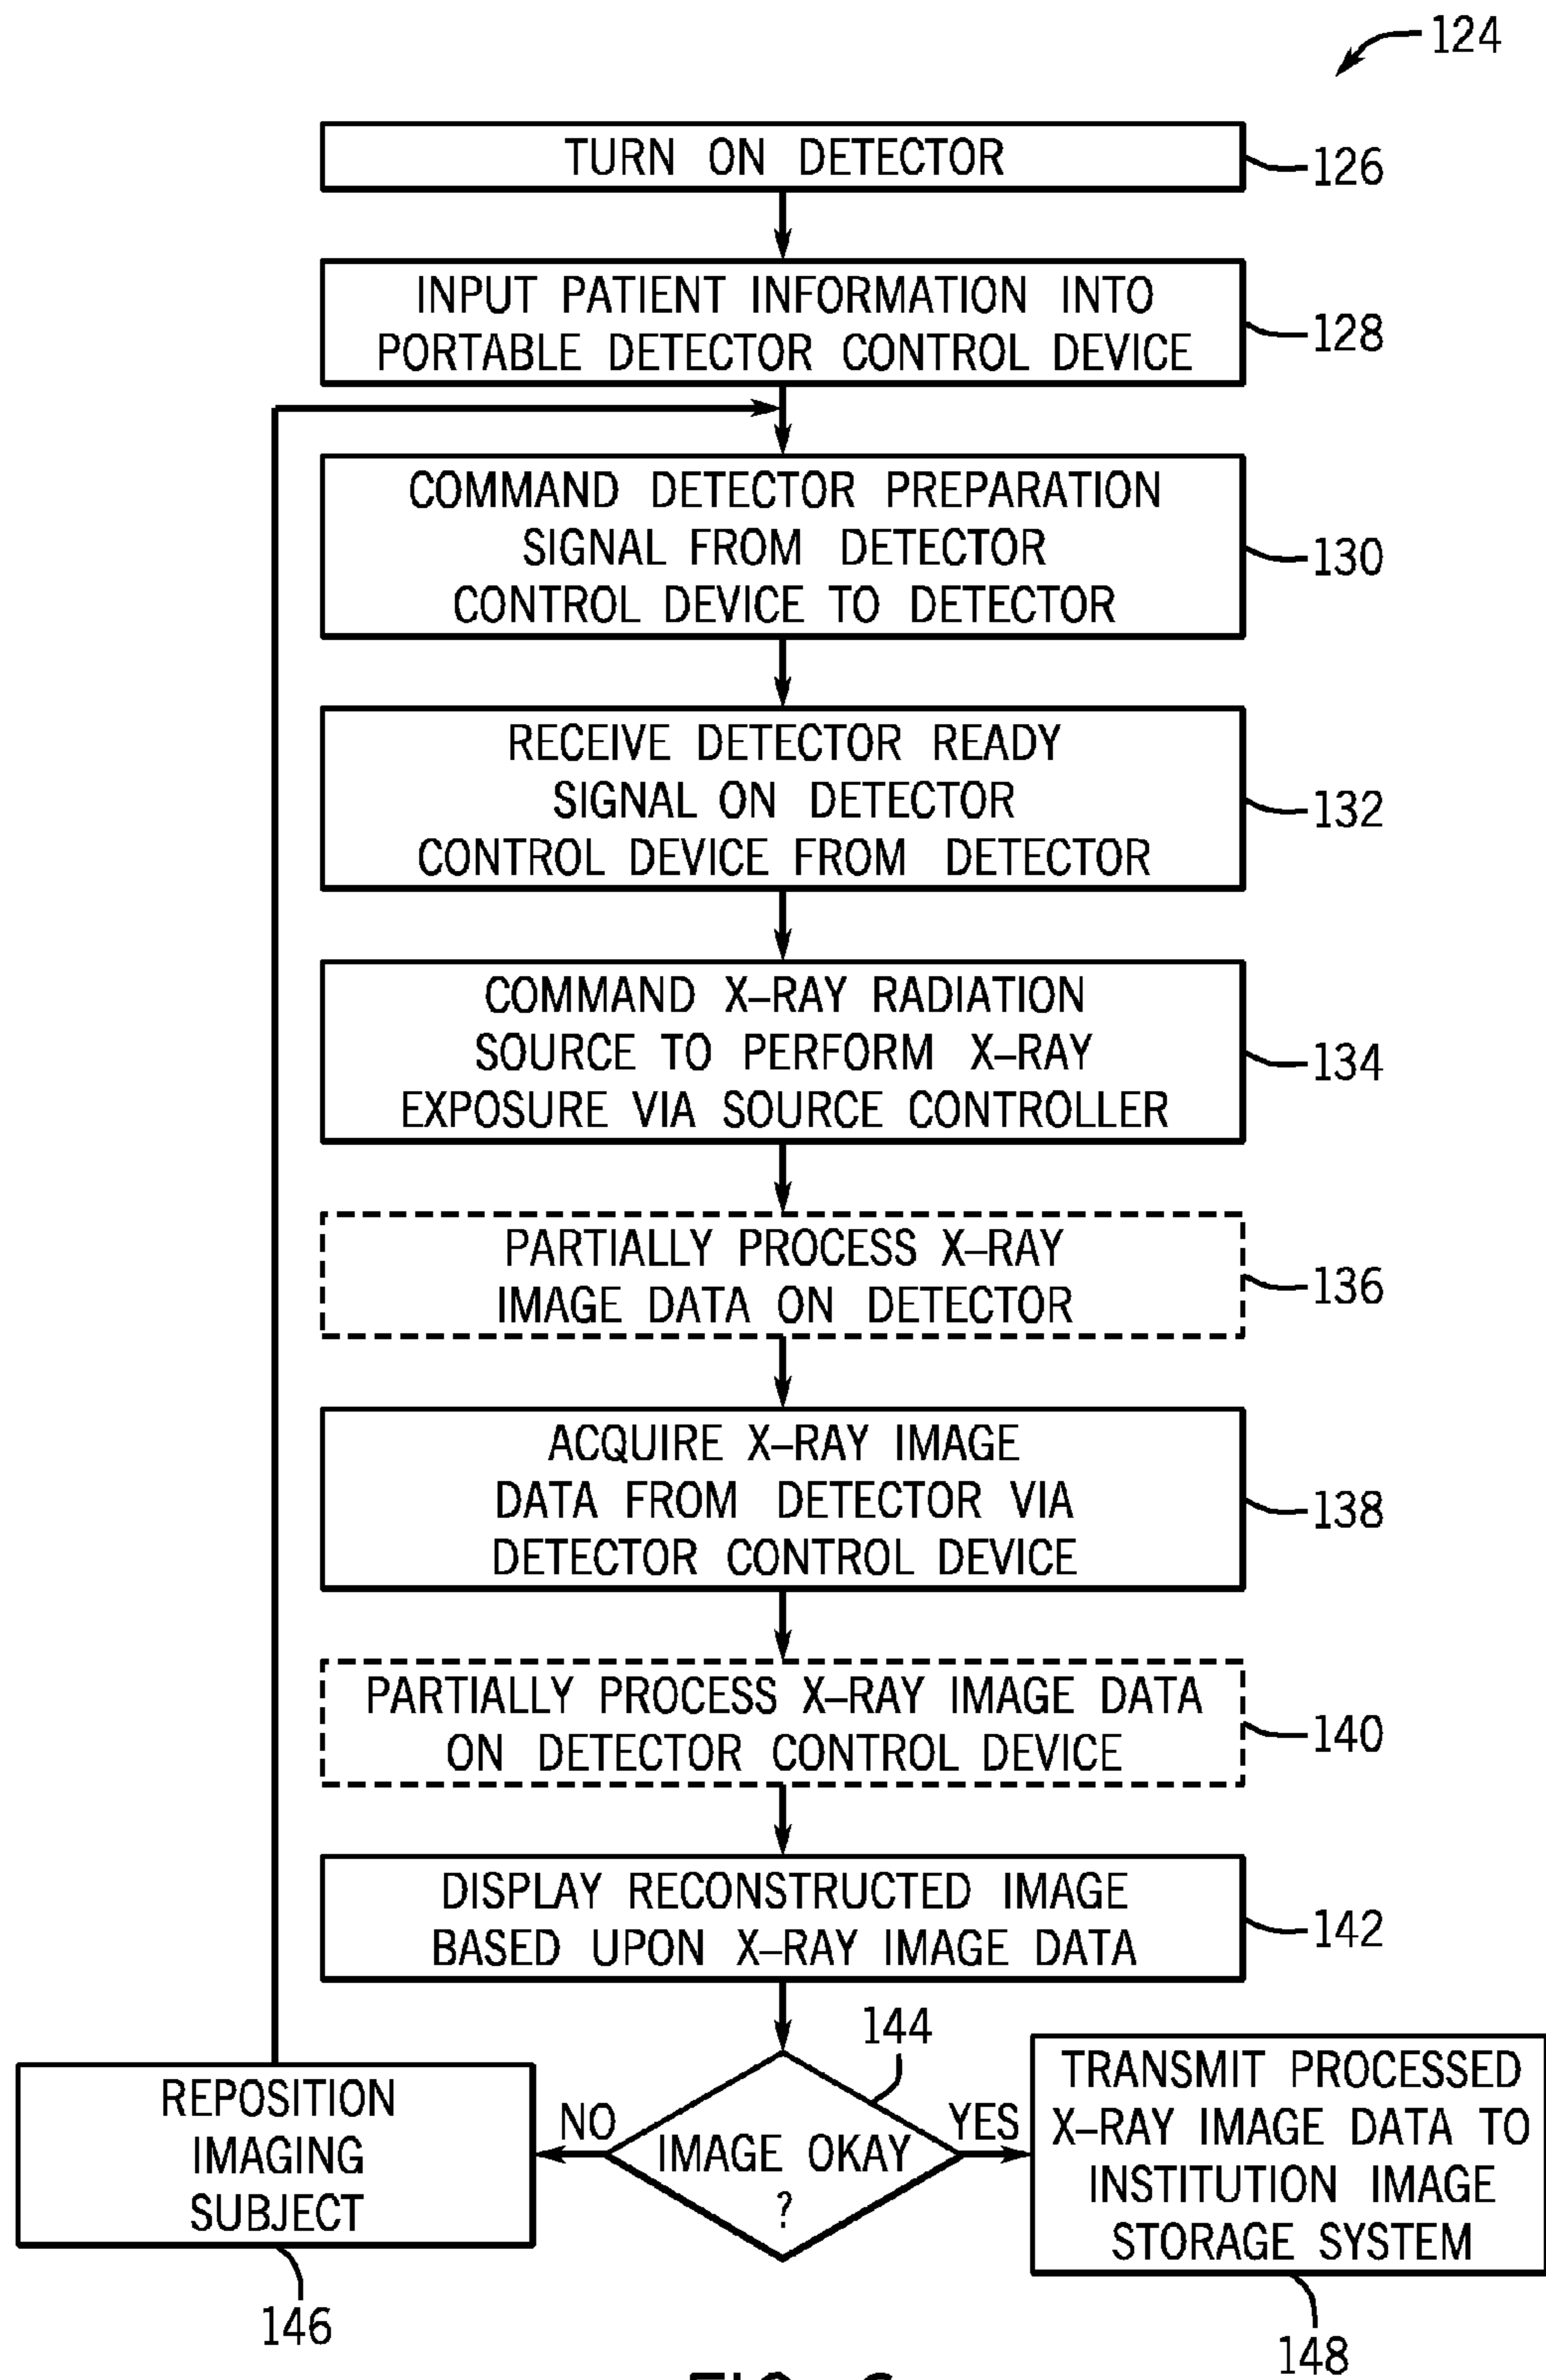 124
TURN ON DETECTOR
126
INPUT PATIENT INFORMATION INTO
PORTABLE DETECTOR CONTROL DEVICE
128
COMMAND DETECTOR PREPARATION
SIGNAL FROM DETECTOR
CONTROL DEVICE TO DETECTOR
130
RECEIVE DETECTOR READY
SIGNAL ON DETECTOR
CONTROL DEVICE FROM DETECTOR
132
COMMAND X–RAY RADIATION
SOURCE TO PERFORM X–RAY
EXPOSURE VIA SOURCE CONTROLLER
134
PARTIALLY PROCESS X–RAY
IMAGE DATA ON DETECTOR
136
ACQUIRE X–RAY IMAGE
DATA FROM DETECTOR VIA
DETECTOR CONTROL DEVICE
138
PARTIALLY PROCESS X–RAY IMAGE DATA
ON DETECTOR CONTROL DEVICE
140
DISPLAY RECONSTRUCTED IMAGE
BASED UPON X–RAY IMAGE DATA
142
144
IMAGE OKAY
?
NO
YES
REPOSITION
IMAGING
SUBJECT
146
TRANSMIT PROCESSED
X–RAY IMAGE DATA TO
INSTITUTION IMAGE
STORAGE SYSTEM
148